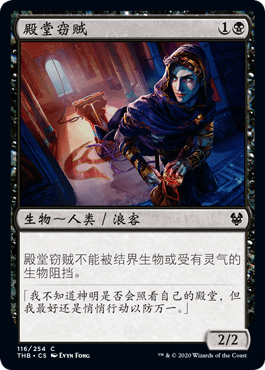 殿堂窃贼 1
生物～人类／浪客
殿堂窃贼不能被结界生物或受有灵气的
生物阻挡。
「我不知道神明是否会照看自己的殿堂，但
我最好还是悄悄行动以防万一。」
2/2
116/254 C
THB • CS Evyn Fong
™ & © 2020 Wizards of the Coast